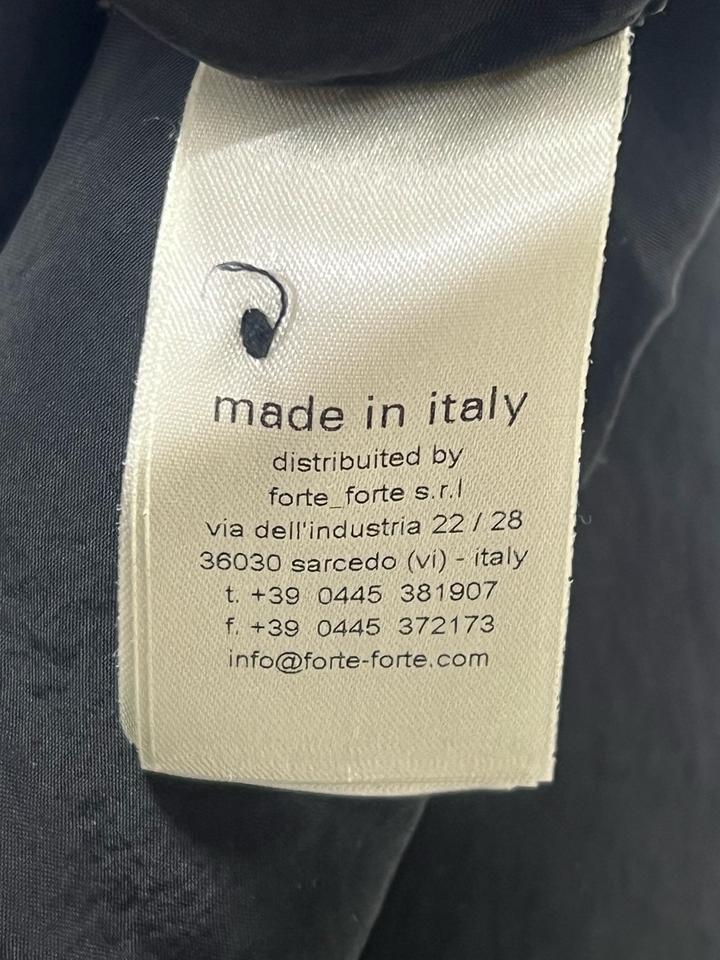 made in italy
distribuited by
forte_forte s.r.l
via dell'industria 22 / 28
36030 sarcedo (vi) - italy
t. +39 0445 381907
f. +39 0445 372173
info@forte-forte.com